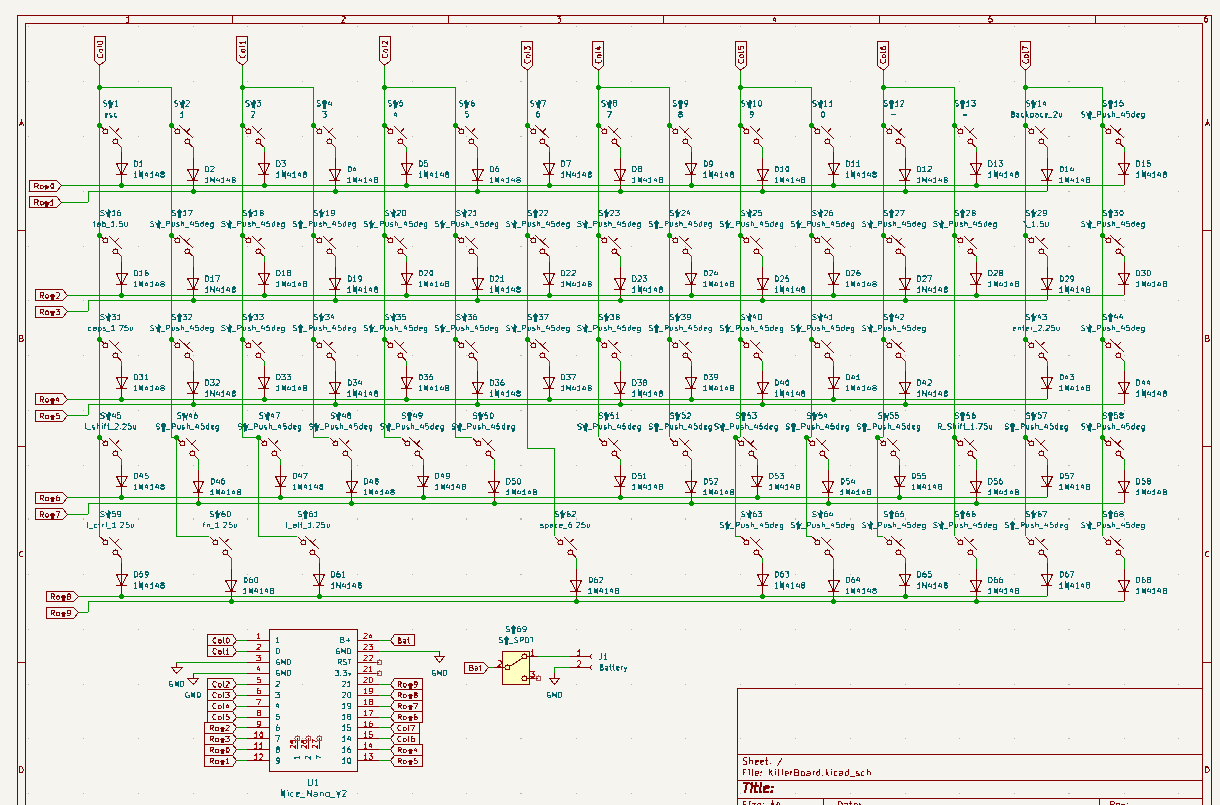 1 2 3 4 5 6
Col0 Col1 Col2 Col3 Col4 Col5 Col6 Col7
SW1 SW2 SW3 SW4 SW5 SW6 SW7 SW8 SW9 SW10 SW11 SW12 SW13 SW14 SW15
esc 1 2 3 4 5 6 7 8 9 0 - = Backpace_2u SW_Push_45deg
A A
D1 D2 D3 D4 D5 D6 D7 D8 D9 D10 D11 D12 D13 D14 D15
1N4148 1N4148 1N4148 1N4148 1N4148 1N4148 1N4148 1N4148 1N4148 1N4148 1N4148 1N4148 1N4148 1N4148 1N4148
Row0
Row1
SW16 SW17 SW18 SW19 SW20 SW21 SW22 SW23 SW24 SW25 SW26 SW27 SW28 SW29 SW30
tab_1.5u SW_Push_45deg SW_Push_45deg SW_Push_45deg SW_Push_45deg SW_Push_45deg SW_Push_45deg SW_Push_45deg SW_Push_45deg SW_Push_45deg SW_Push_45deg SW_Push_45deg SW_Push_45deg \_1.5u SW_Push_45deg
D16 D17 D18 D19 D20 D21 D22 D23 D24 D25 D26 D27 D28 D29 D30
1N4148 1N4148 1N4148 1N4148 1N4148 1N4148 1N4148 1N4148 1N4148 1N4148 1N4148 1N4148 1N4148 1N4148 1N4148
Row2
Row3
SW31 SW32 SW33 SW34 SW35 SW36 SW37 SW38 SW39 SW40 SW41 SW42 SW43 SW44
caps_1.75u SW_Push_45deg SW_Push_45deg SW_Push_45deg SW_Push_45deg SW_Push_45deg SW_Push_45deg SW_Push_45deg SW_Push_45deg SW_Push_45deg SW_Push_45deg SW_Push_45deg enter_2.25u SW_Push_45deg
B B
D31 D32 D33 D34 D35 D36 D37 D38 D39 D40 D41 D42 D43 D44
1N4148 1N4148 1N4148 1N4148 1N4148 1N4148 1N4148 1N4148 1N4148 1N4148 1N4148 1N4148 1N4148 1N4148
Row4
Row5
SW45 SW46 SW47 SW48 SW49 SW50 SW51 SW52 SW53 SW54 SW55 SW56 SW57 SW58
l_shift_2.25u SW_Push_45deg SW_Push_45deg SW_Push_45deg SW_Push_45deg SW_Push_45deg SW_Push_45deg SW_Push_45deg SW_Push_45deg SW_Push_45deg SW_Push_45deg R_Shift_1.75u SW_Push_45deg SW_Push_45deg
D45 D46 D47 D48 D49 D50 D51 D52 D53 D54 D55 D56 D57 D58
1N4148 1N4148 1N4148 1N4148 1N4148 1N4148 1N4148 1N4148 1N4148 1N4148 1N4148 1N4148 1N4148 1N4148
Row6
Row7
SW59 SW60 SW61 SW62 SW63 SW64 SW65 SW66 SW67 SW68
l_ctrl_1.25u fn_1.25u l_alt_1.25u space_6.25u SW_Push_45deg SW_Push_45deg SW_Push_45deg SW_Push_45deg SW_Push_45deg SW_Push_45deg
C C
D59 D60 D61 D62 D63 D64 D65 D66 D67 D68
1N4148 1N4148 1N4148 1N4148 1N4148 1N4148 1N4148 1N4148 1N4148 1N4148
Row8
Row9
Col0 1 1 B+ 24 Bat
Col1 2 0 GND 23
3 GND RST 22
4 GND 3.3v 21
Col2 5 2 21 20 Row9
Col3 6 3 20 19 Row8
Col4 7 4 19 18 Row7
Col5 8 5 18 17 Row6
Row2 9 6 15 16 Col7
Row3 10 7 14 15 Col6
Row0 11 8 16 14 Row4
Row1 12 9 10 13 Row5
25 26 27
1 2 7
GND
GND
GND
U1
Nice_Nano_V2
SW69
SW_SPDT
Bat 2 1 3
1 J1
2 Battery
GND
D D
Sheet: /
File: KillerBoard.kicad_sch
Title:
Size: A4 Date: Rev: